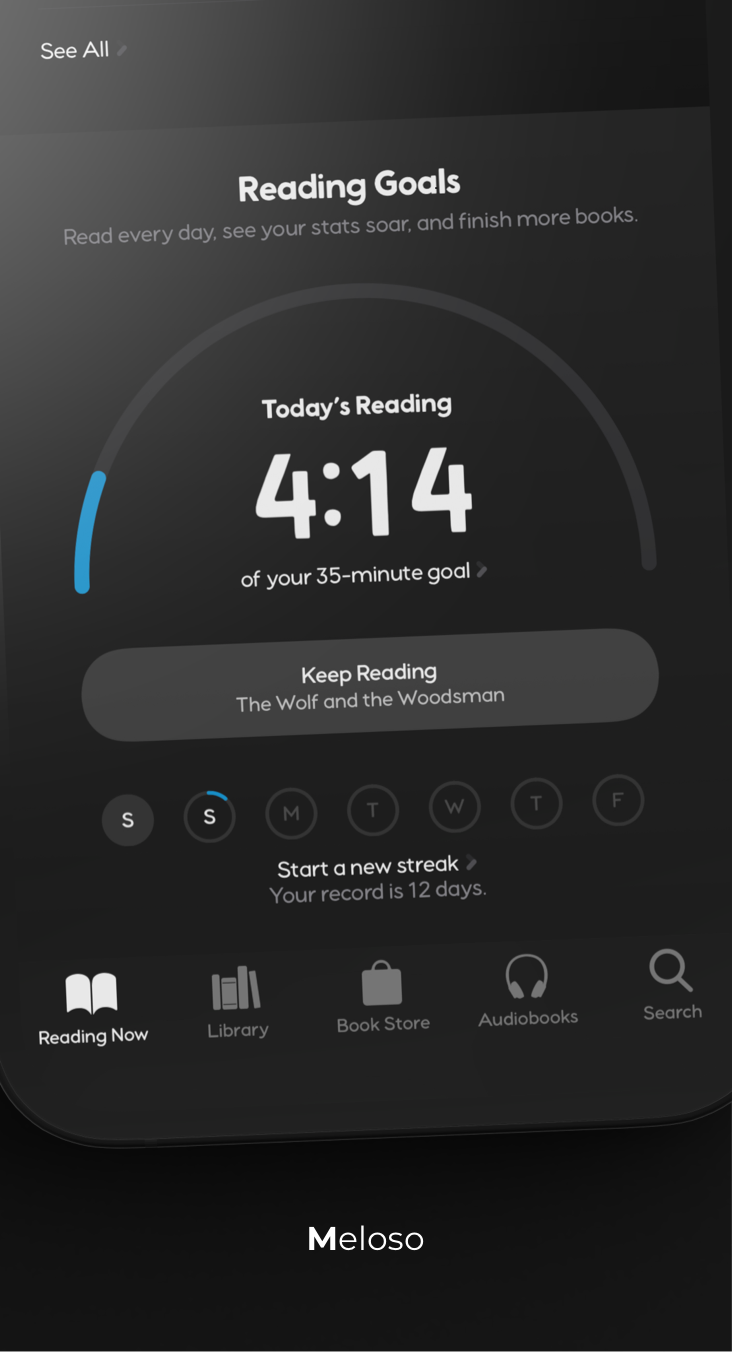 See All
Reading Goals
Read every day, see your stats soar, and finish more books.
Today's Reading
4:14
of your 35-minute goal
Keep Reading
The Wolf and the Woodsman
S S M T W T F
Start a new streak
Your record is 12 days.
Reading Now Library Book Store Audiobooks Search
Meloso